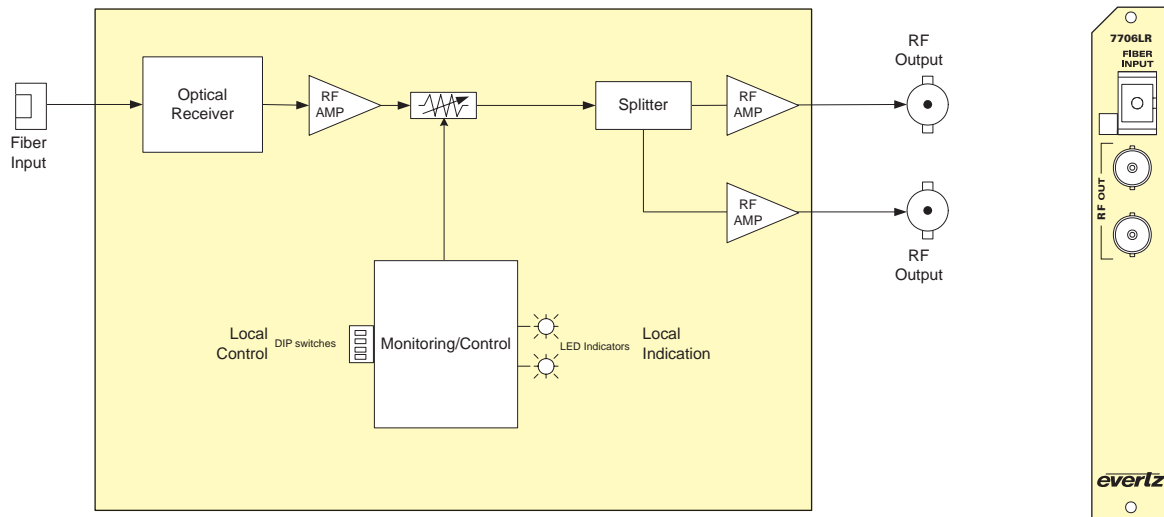 Fiber
Input
Optical
Receiver
RF
AMP
Splitter
RF
AMP
RF
Output
RF
AMP
RF
Output
Local
Control
DIP switches
Monitoring/Control
LED Indicators
Local
Indication
7706LR
FIBER
INPUT
RF OUT
evertz